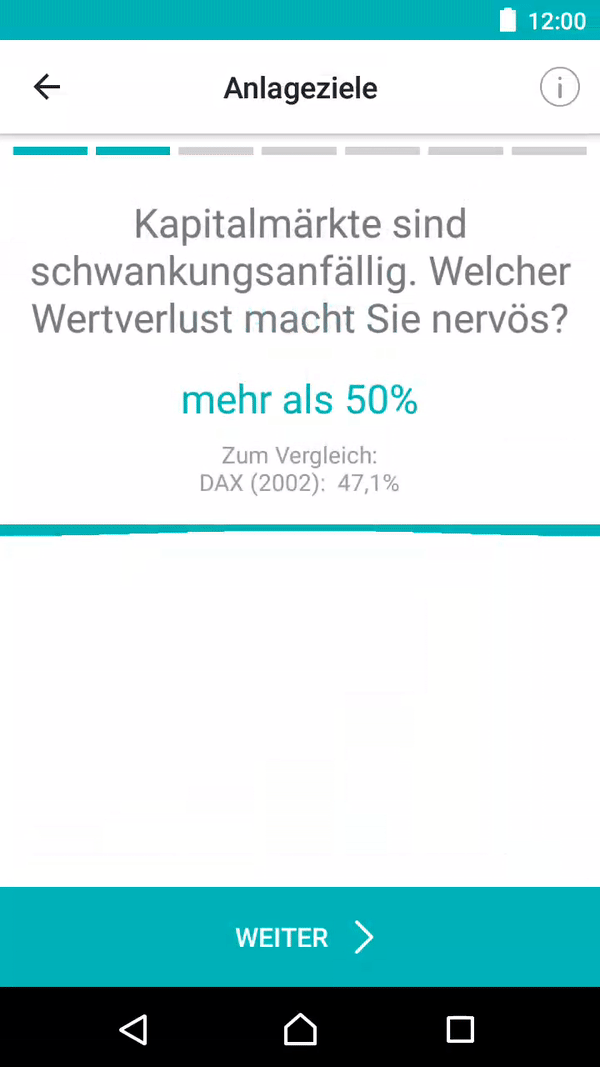 12:00
Anlageziele
Kapitalmärkte sind
schwankungsanfällig. Welcher
Wertverlust macht Sie nervös?
mehr als 50%
Zum Vergleich:
DAX (2002): 47,1%
WEITER